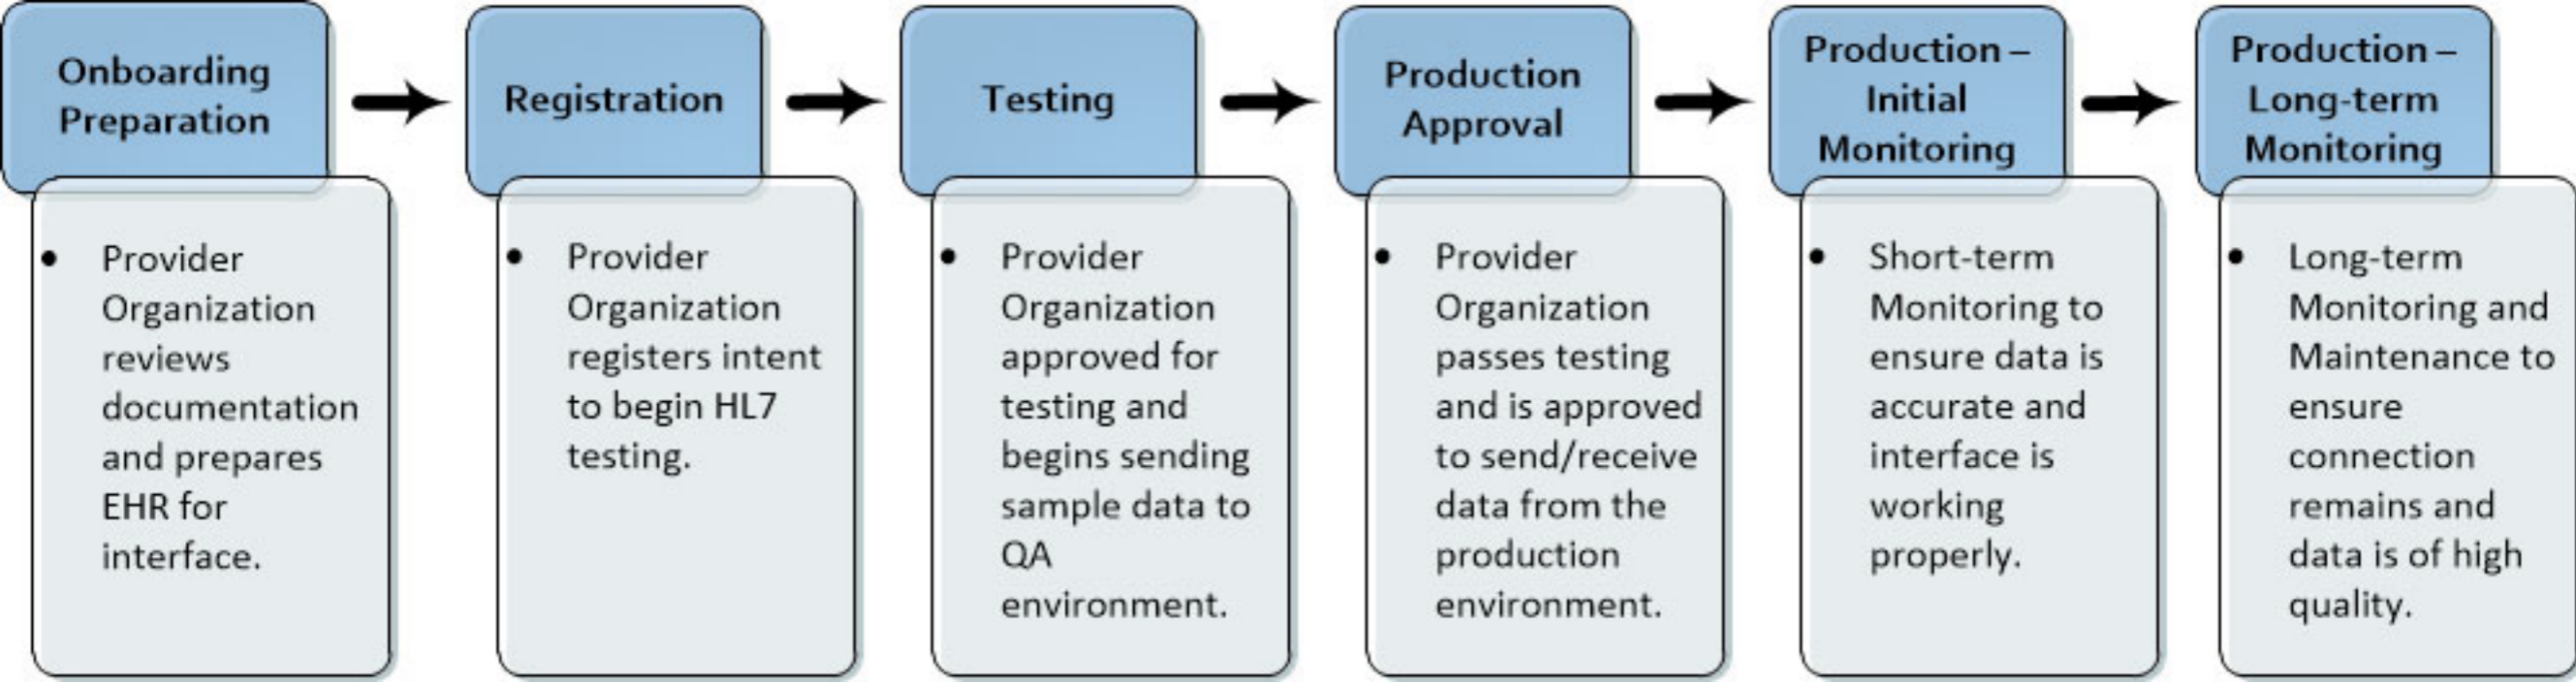 Onboarding
Preparation
• Provider
Organization
reviews
documentation
and prepares
EHR for
interface.
Registration
• Provider
Organization
registers intent
to begin HL7
testing.
Testing
• Provider
Organization
approved for
testing and
begins sending
sample data to
QA
environment.
Production
Approval
• Provider
Organization
passes testing
and is approved
to send/receive
data from the
production
environment.
Production –
Initial
Monitoring
• Short-term
Monitoring to
ensure data is
accurate and
interface is
working
properly.
Production –
Long-term
Monitoring
• Long-term
Monitoring and
Maintenance to
ensure
connection
remains and
data is of high
quality.